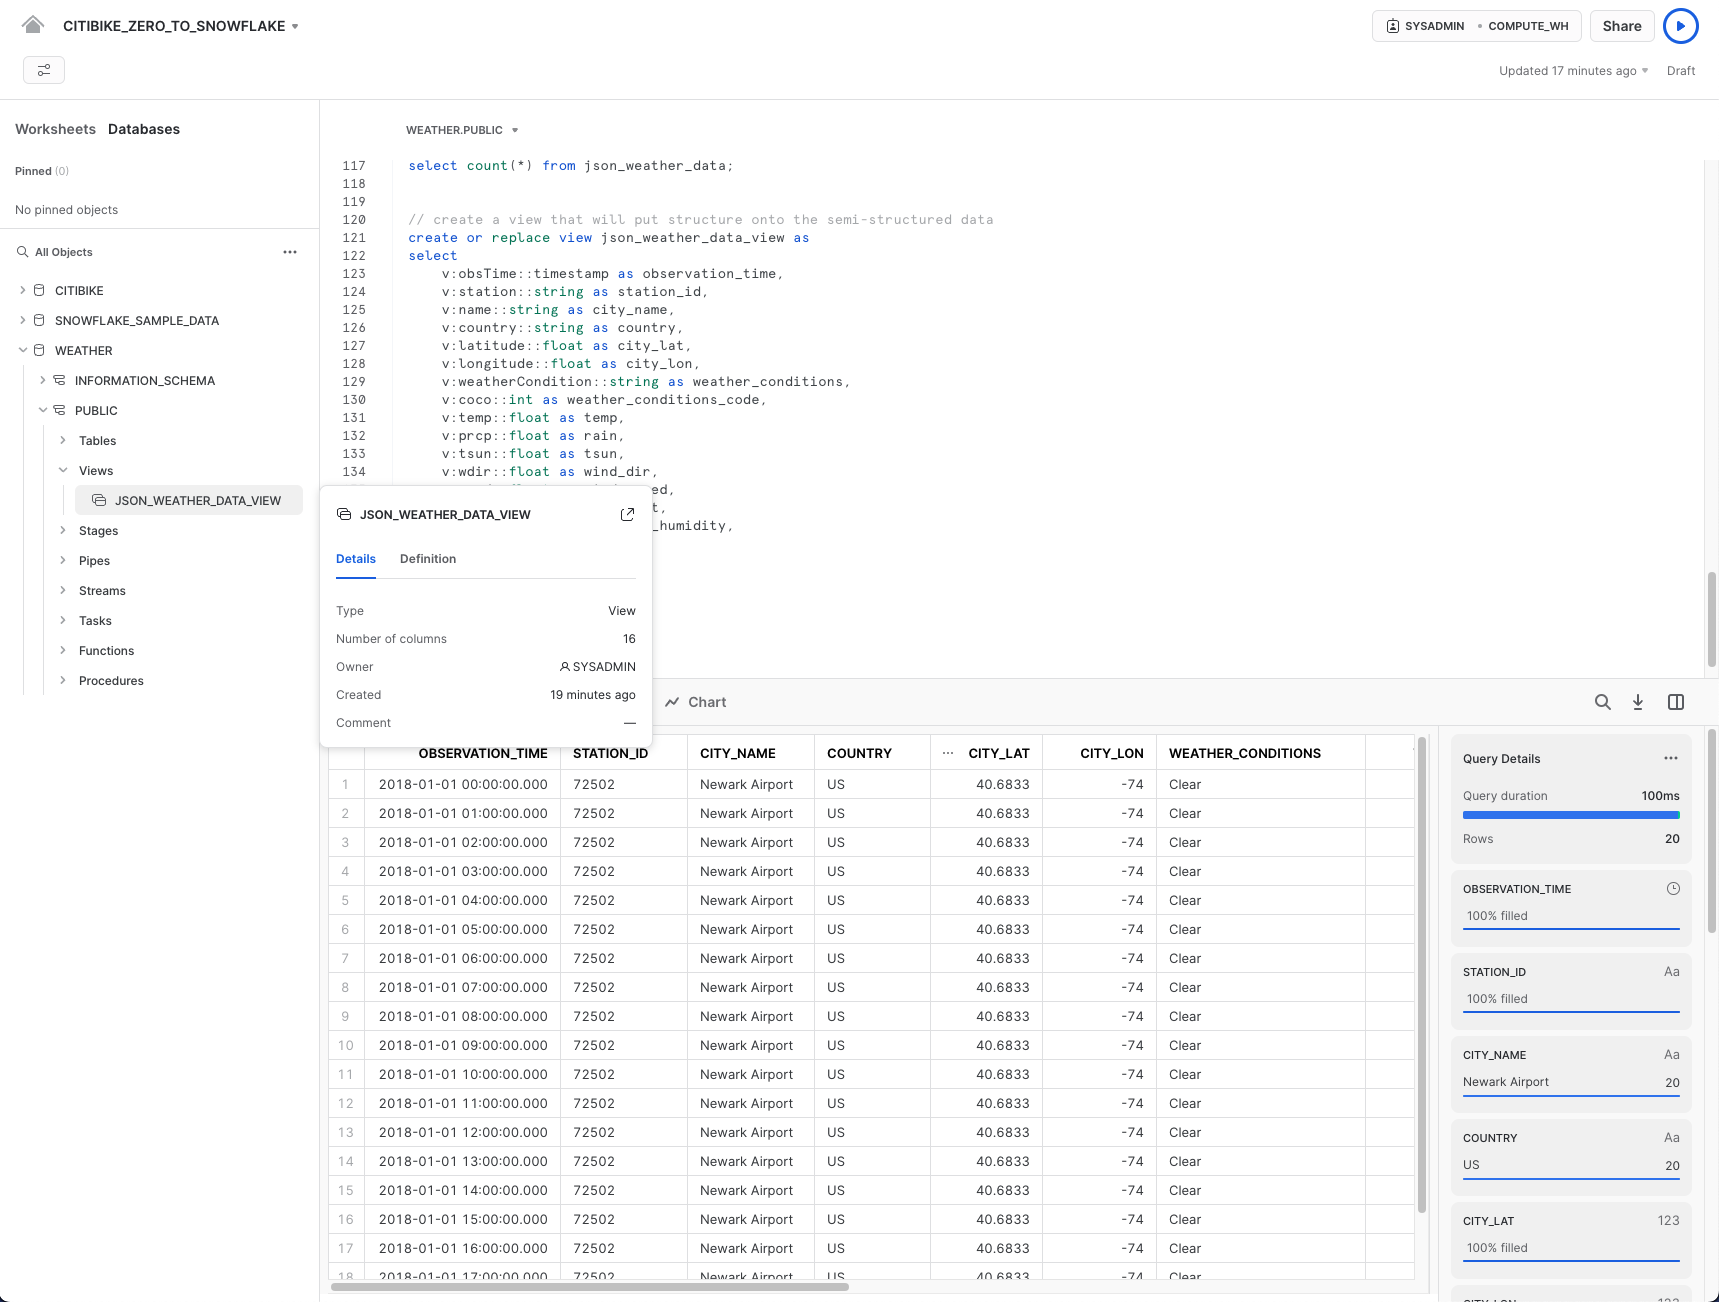 CITIBIKE_ZERO_TO_SNOWFLAKE
SYSADMIN • COMPUTE_WH
Share
Updated 17 minutes ago
Draft
Worksheets Databases
Pinned (0)
No pinned objects
All Objects
CITIBIKE
SNOWFLAKE_SAMPLE_DATA
WEATHER
INFORMATION_SCHEMA
PUBLIC
Tables
Views
JSON_WEATHER_DATA_VIEW
Stages
Pipes
Streams
Tasks
Functions
Procedures
WEATHER.PUBLIC
117 select count(*) from json_weather_data;
118
119
120 // create a view that will put structure onto the semi-structured data
121 create or replace view json_weather_data_view as
122 select
123 v:obsTime::timestamp as observation_time,
124 v:station::string as station_id,
125 v:name::string as city_name,
126 v:country::string as country,
127 v:latitude::float as city_lat,
128 v:longitude::float as city_lon,
129 v:weatherCondition::string as weather_conditions,
130 v:coco::int as weather_conditions_code,
131 v:temp::float as temp,
132 v:prcp::float as rain,
133 v:tsun::float as tsun,
134 v:wdir::float as wind_dir,
ed,
t,
_humidity,
JSON_WEATHER_DATA_VIEW
Details Definition
Type View
Number of columns 16
Owner SYSADMIN
Created 19 minutes ago
Comment —
Chart
OBSERVATION_TIME STATION_ID CITY_NAME COUNTRY ... CITY_LAT CITY_LON WEATHER_CONDITIONS
1 2018-01-01 00:00:00.000 72502 Newark Airport US 40.6833 -74 Clear
2 2018-01-01 01:00:00.000 72502 Newark Airport US 40.6833 -74 Clear
3 2018-01-01 02:00:00.000 72502 Newark Airport US 40.6833 -74 Clear
4 2018-01-01 03:00:00.000 72502 Newark Airport US 40.6833 -74 Clear
5 2018-01-01 04:00:00.000 72502 Newark Airport US 40.6833 -74 Clear
6 2018-01-01 05:00:00.000 72502 Newark Airport US 40.6833 -74 Clear
7 2018-01-01 06:00:00.000 72502 Newark Airport US 40.6833 -74 Clear
8 2018-01-01 07:00:00.000 72502 Newark Airport US 40.6833 -74 Clear
9 2018-01-01 08:00:00.000 72502 Newark Airport US 40.6833 -74 Clear
10 2018-01-01 09:00:00.000 72502 Newark Airport US 40.6833 -74 Clear
11 2018-01-01 10:00:00.000 72502 Newark Airport US 40.6833 -74 Clear
12 2018-01-01 11:00:00.000 72502 Newark Airport US 40.6833 -74 Clear
13 2018-01-01 12:00:00.000 72502 Newark Airport US 40.6833 -74 Clear
14 2018-01-01 13:00:00.000 72502 Newark Airport US 40.6833 -74 Clear
15 2018-01-01 14:00:00.000 72502 Newark Airport US 40.6833 -74 Clear
16 2018-01-01 15:00:00.000 72502 Newark Airport US 40.6833 -74 Clear
17 2018-01-01 16:00:00.000 72502 Newark Airport US 40.6833 -74 Clear
18 2018-01-01 17:00:00.000 72502 Newark Airport US 40.6833 -74 Clear
Query Details ...
Query duration 100ms
Rows 20
OBSERVATION_TIME
100% filled
STATION_ID Aa
100% filled
CITY_NAME Aa
Newark Airport 20
COUNTRY Aa
US 20
CITY_LAT 123
100% filled
CITY_LON 123